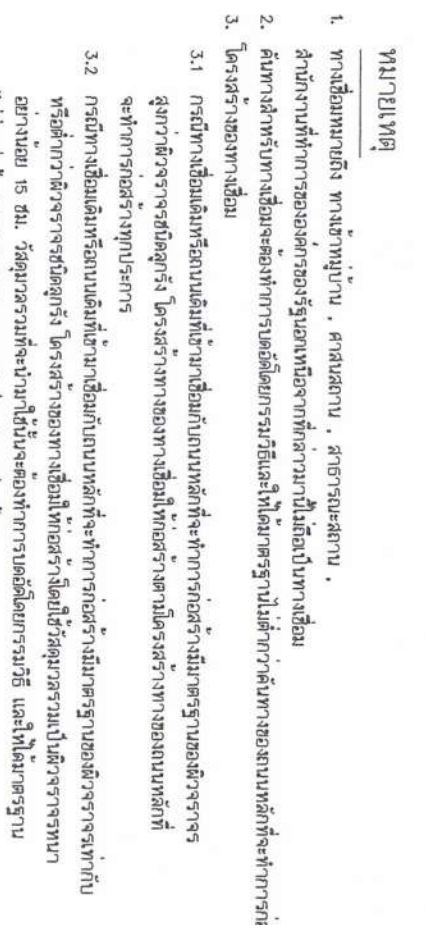 หมายเหตุ
1. ทางเชื่อมหมายถึง ทางเข้าหมู่บ้าน , ศาสนสถาน , สาธารณะสถาน ,
สำนักงานที่ทำการขององค์กรของรัฐนอกเหนือจากที่กล่าวมานี้ไม่ถือเป็นทางเชื่อม
2. คันทางสำหรับทางเชื่อมจะต้องทำการบดอัดโดยกรรมวิธีและให้ได้มาตรฐานไม่ต่ำกว่าคันทางของถนนหลักที่จะทำการก่อ
3. โครงสร้างของทางเชื่อม
3.1 กรณีทางเชื่อมเดิมหรือถนนเดิมที่เข้ามาเชื่อมกับถนนหลักที่จะทำการก่อสร้างมีมาตรฐานของผิวจราจร
สูงกว่าผิวจราจรชนิดลูกรัง โครงสร้างทางของทางเชื่อมให้ก่อสร้างตามโครงสร้างทางของถนนหลักที่
จะทำการก่อสร้างทุกประการ
3.2 กรณีทางเชื่อมเดิมหรือถนนเดิมที่เข้ามาเชื่อมกับถนนหลักที่จะทำการก่อสร้างมีมาตรฐานของผิวจราจรเท่ากับ
หรือต่ำกว่าผิวจราจรชนิดลูกรัง โครงสร้างของทางเชื่อมให้ก่อสร้างโดยใช้วัสดุมวลรวมเป็นผิวจราจรหนา
อย่างน้อย 15 ซม. วัสดุมวลรวมที่จะนำมาใช้นั้นจะต้องทำการบดอัดโดยกรรมวิธี และให้ได้มาตรฐาน